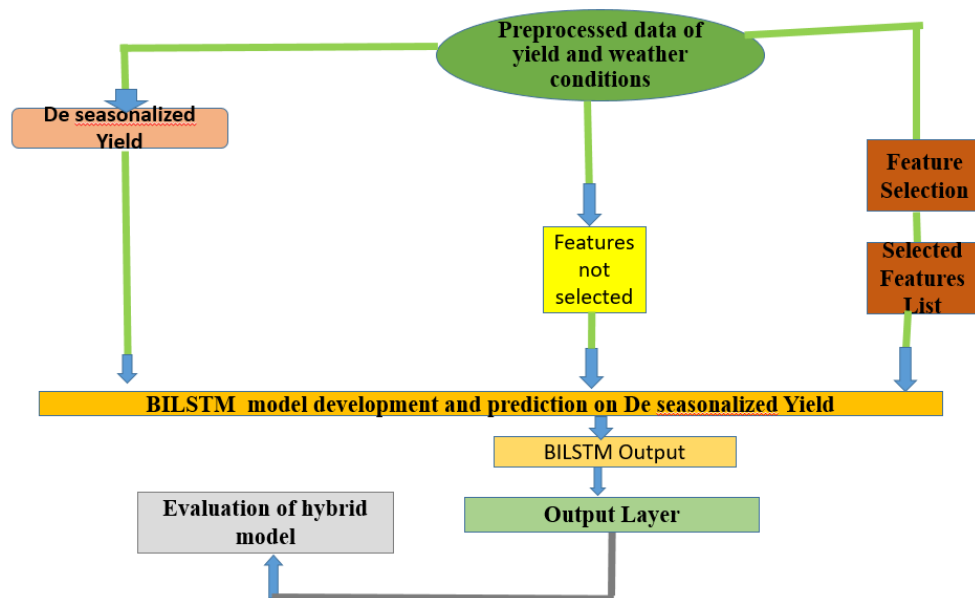 Preprocessed data of
yield and weather
conditions
De seasonalized
Yield
Feature
Selection
Features
not
selected
Selected
Features
List
BILSTM model development and prediction on De seasonalized Yield
BILSTM Output
Output Layer
Evaluation of hybrid
model